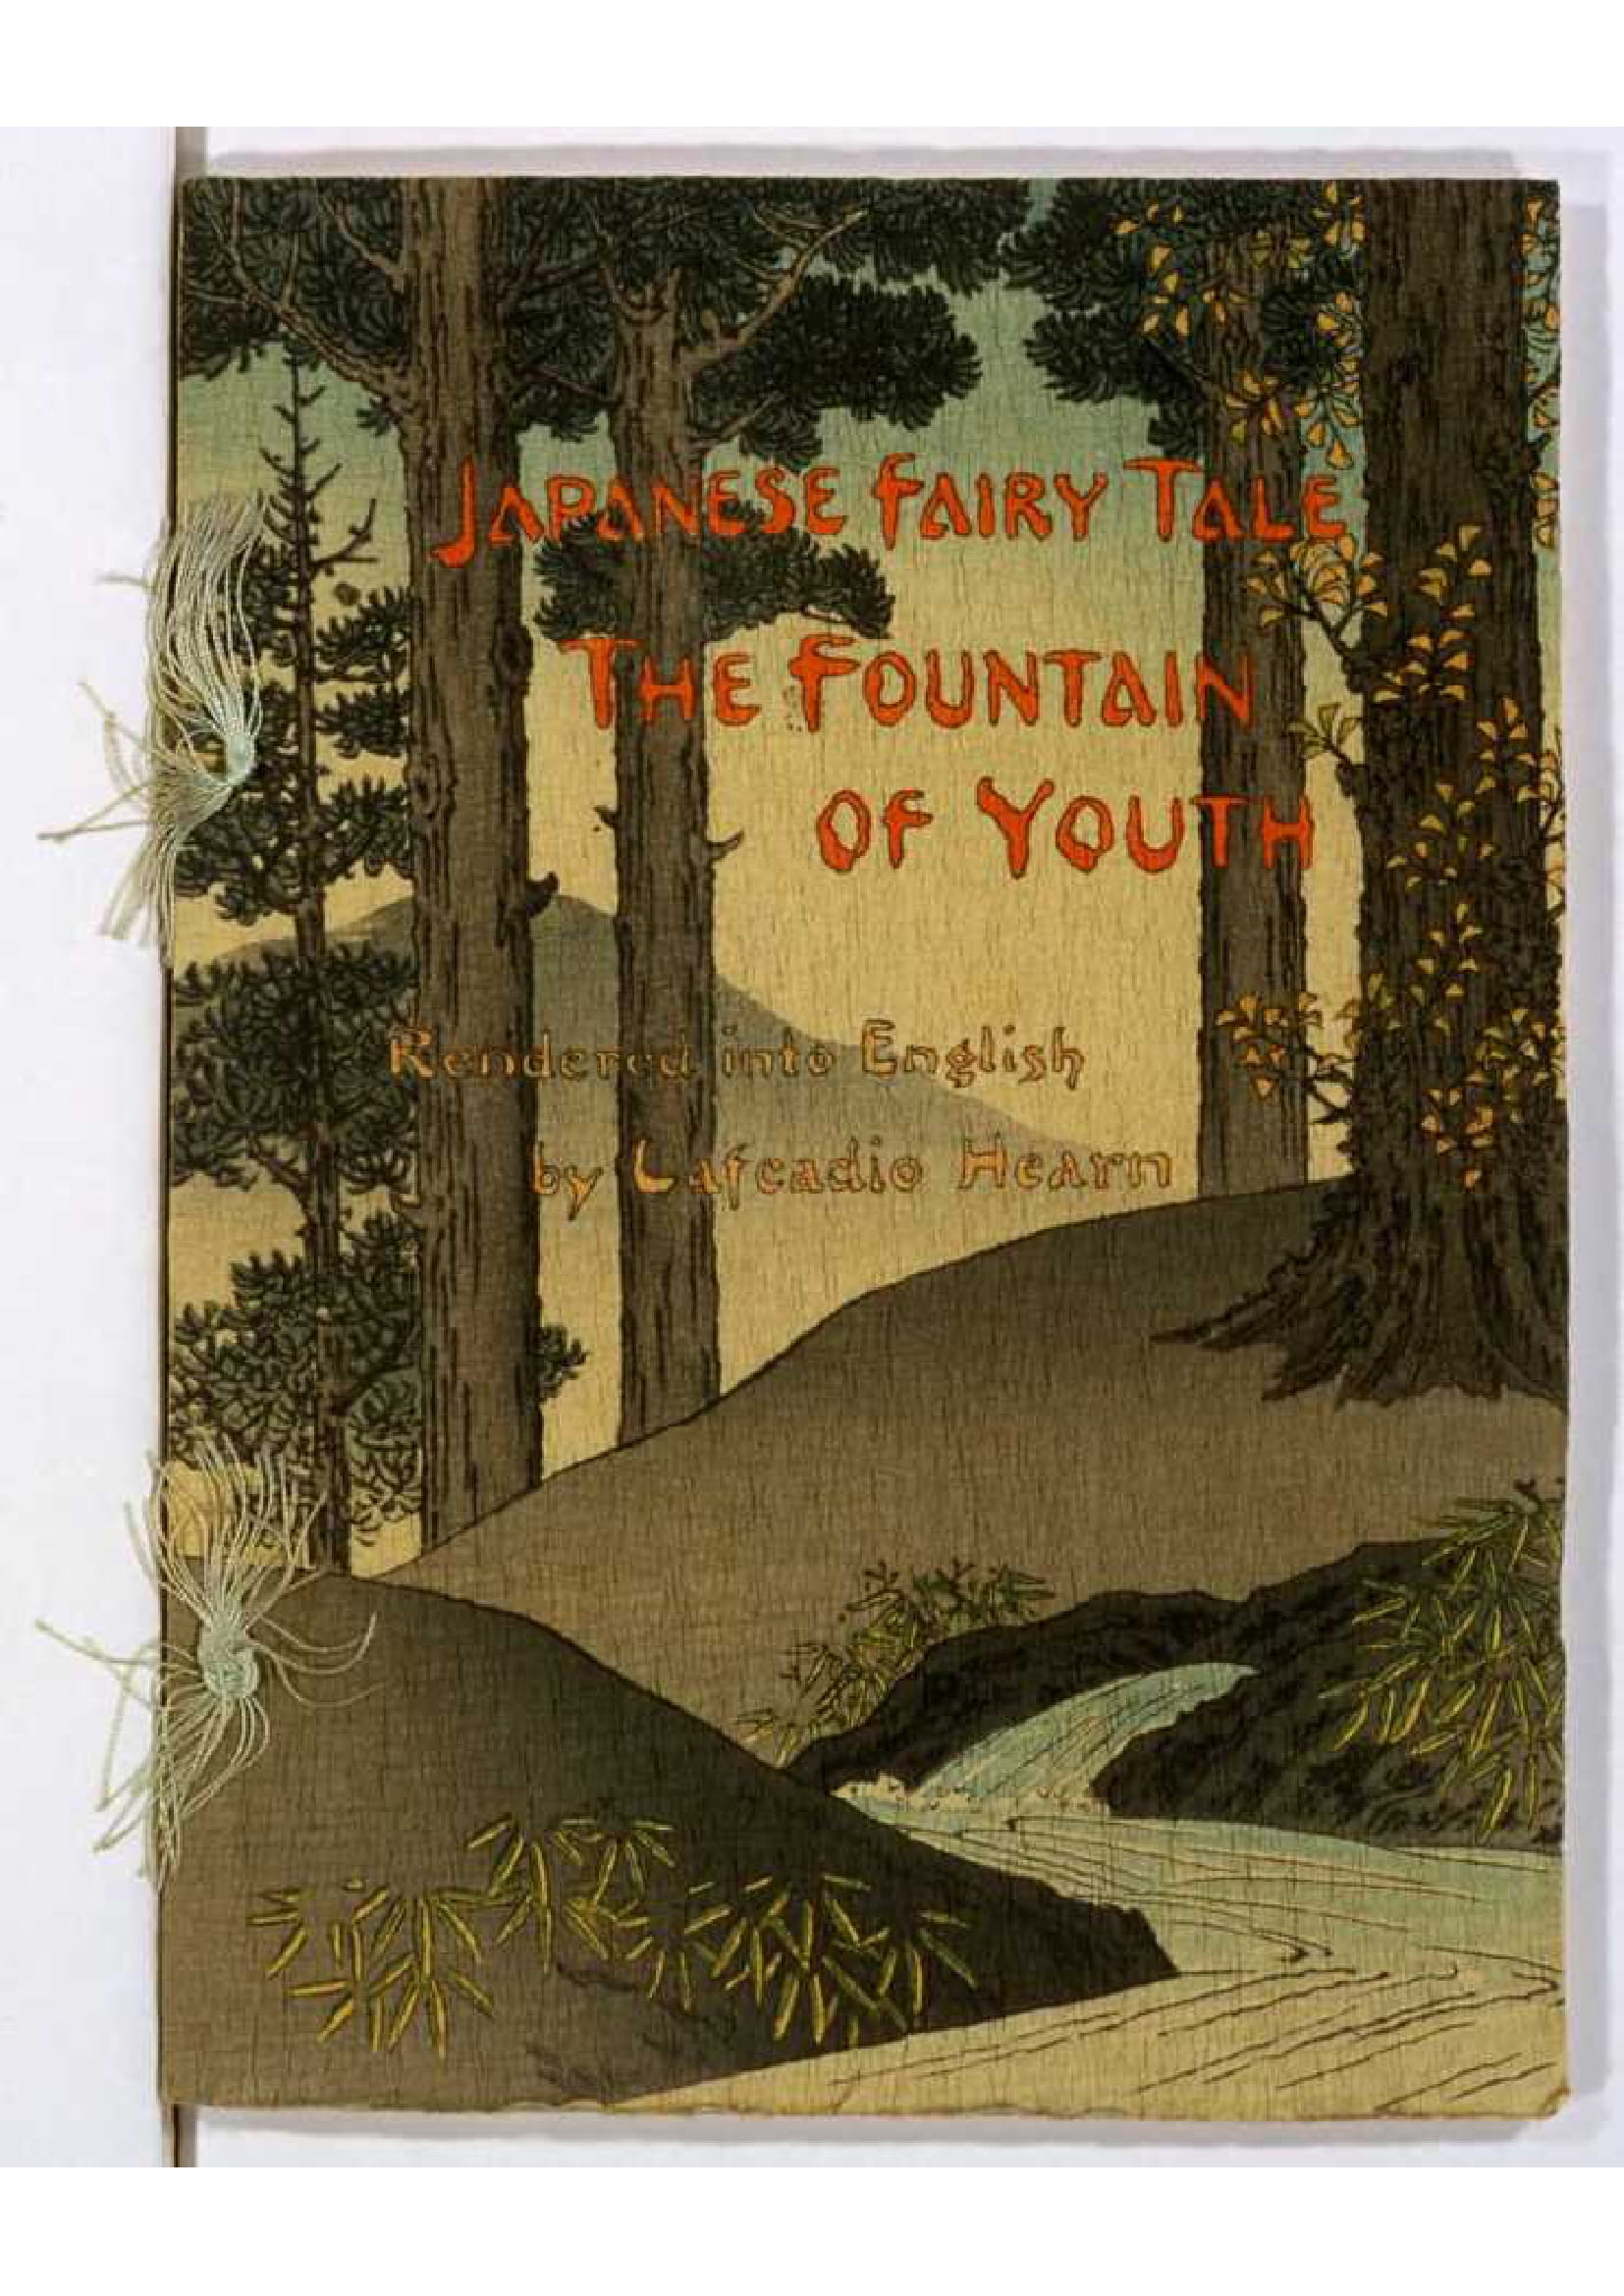 JAPANESE FAIRY TALE
THE FOUNTAIN
OF YOUTH
Rendered into English
by Lafcadio Hearn